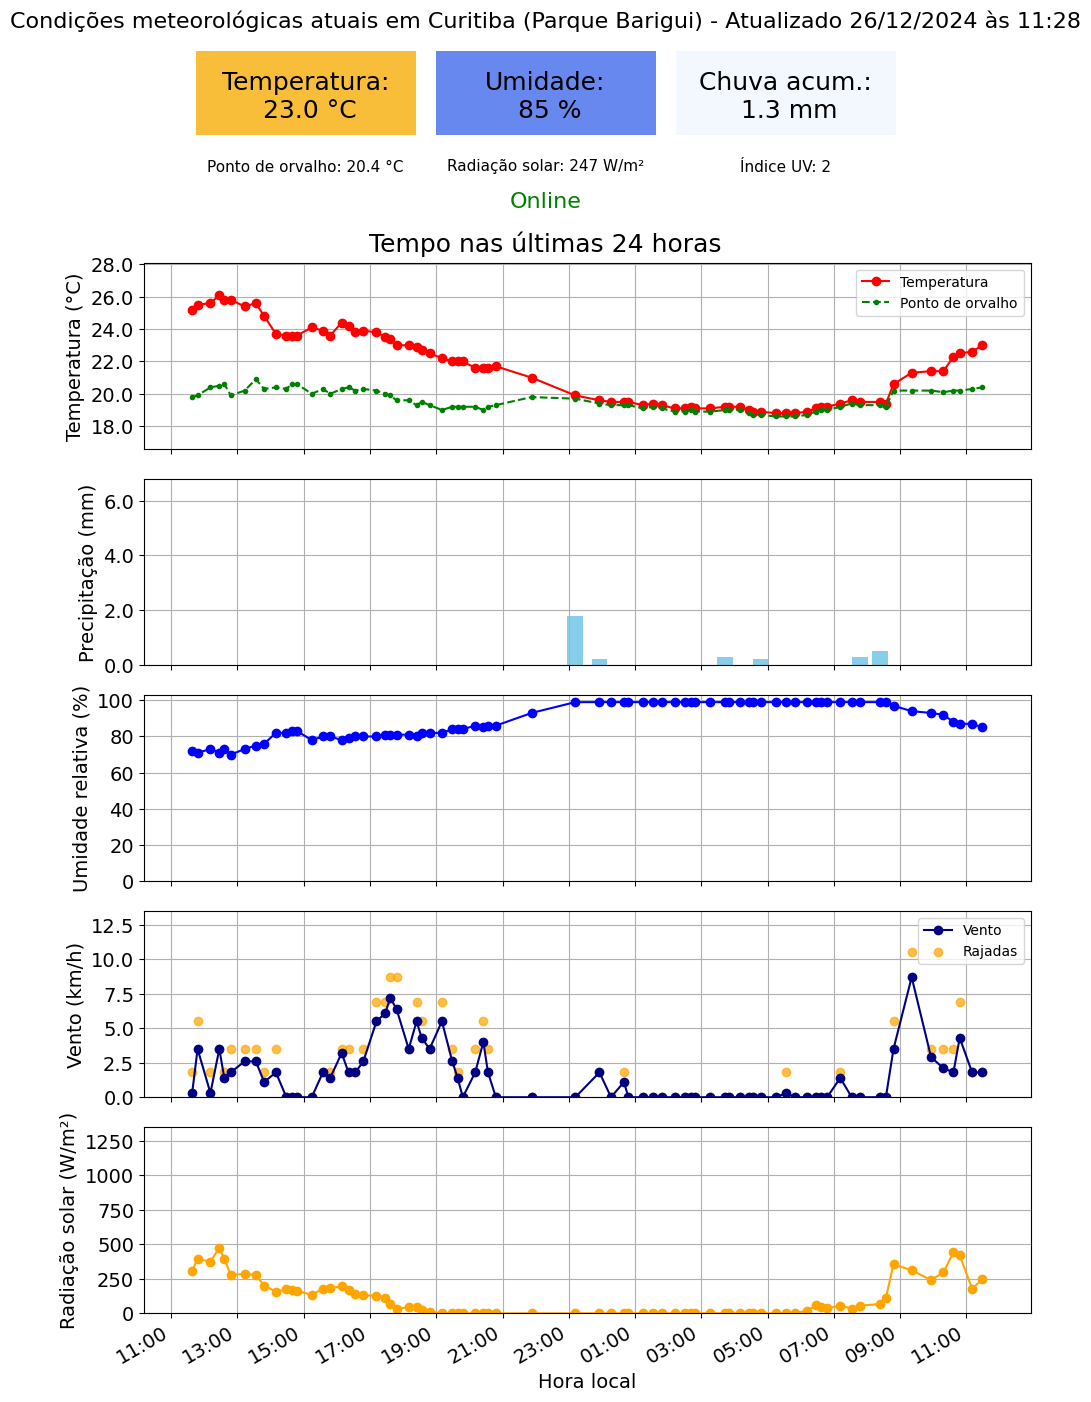 Condições meteorológicas atuais em Curitiba (Parque Barigui) - Atualizado 26/12/2024 às 11:28
Temperatura:
23.0 °C
Umidade:
85 %
Chuva acum.:
1.3 mm
Ponto de orvalho: 20.4 °C
Radiação solar: 247 W/m²
Índice UV: 2
Online
Tempo nas últimas 24 horas
Temperatura (°C)
28.0
26.0
24.0
22.0
20.0
18.0
Temperatura
Ponto de orvalho
Precipitação (mm)
6.0
4.0
2.0
0.0
Umidade relativa (%)
100
80
60
40
20
0
Vento (km/h)
12.5
10.0
7.5
5.0
2.5
0.0
Vento
Rajadas
Radiação solar (W/m²)
1250
1000
750
500
250
0
11:00
13:00
15:00
17:00
19:00
21:00
23:00
01:00
03:00
05:00
07:00
09:00
11:00
Hora local